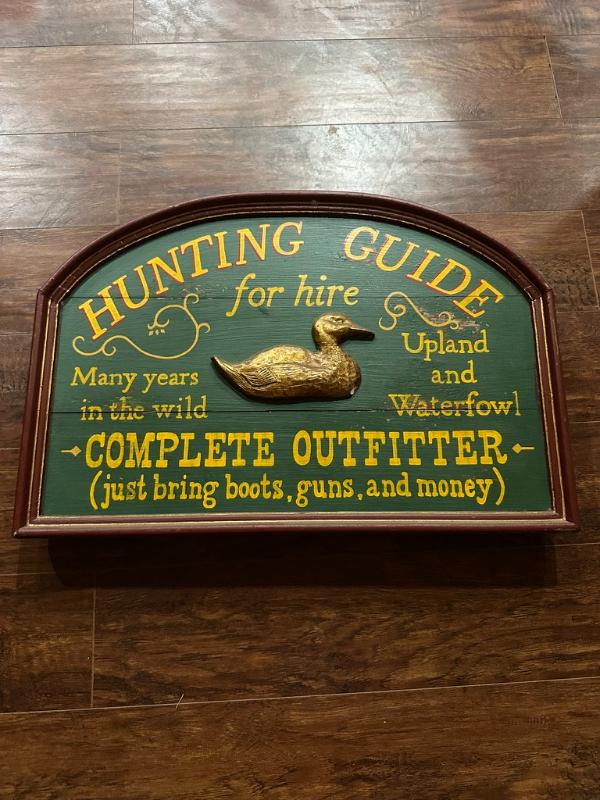 HUNTING GUIDE
for hire
Many years
in the wild
Upland
and
Waterfowl
COMPLETE OUTFITTER
(just bring boots, guns, and money)